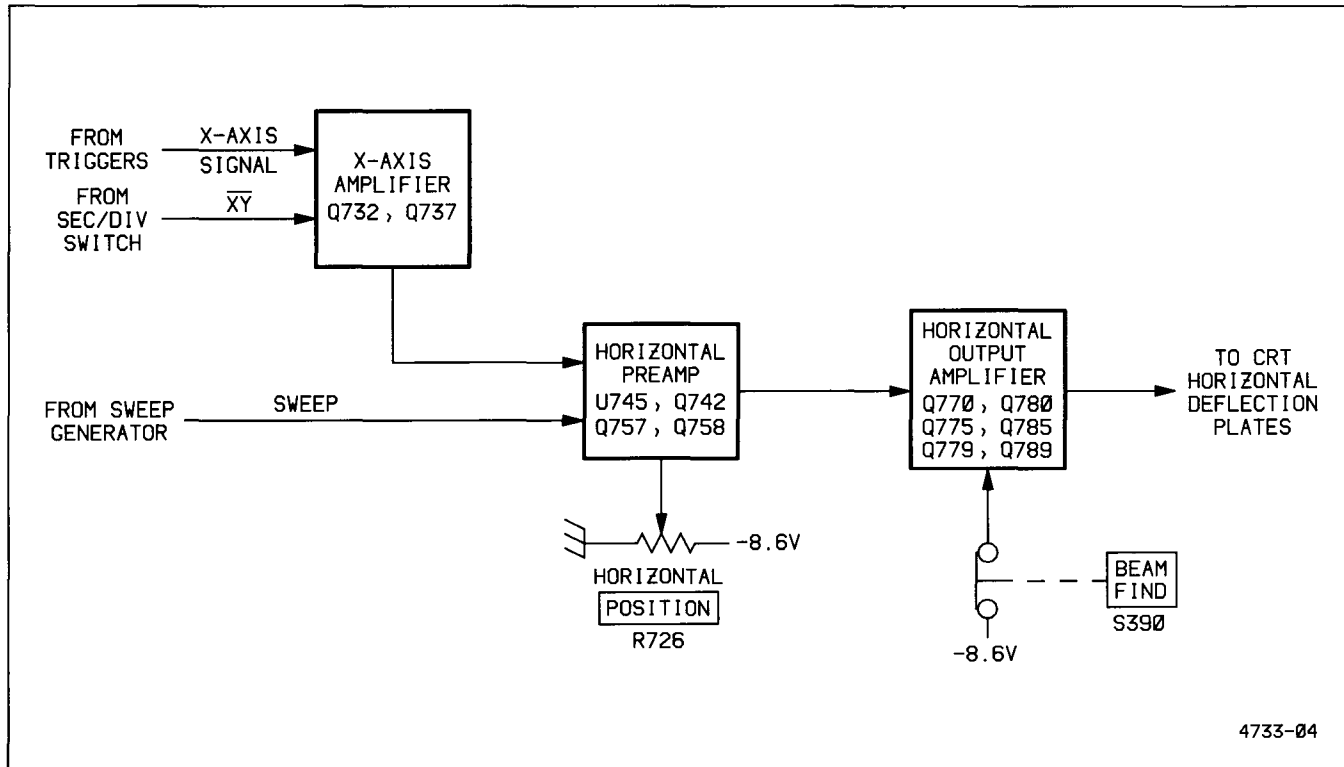 FROM
TRIGGERS
X-AXIS
SIGNAL
FROM
SEC/DIV
SWITCH
X̅Y̅
X-AXIS
AMPLIFIER
Q732, Q737
FROM SWEEP
GENERATOR
SWEEP
HORIZONTAL
PREAMP
U745, Q742
Q757, Q758
-8.6V
HORIZONTAL
POSITION
R726
HORIZONTAL
OUTPUT
AMPLIFIER
Q770, Q780
Q775, Q785
Q779, Q789
TO CRT
HORIZONTAL
DEFLECTION
PLATES
BEAM
FIND
S390
-8.6V
4733-04